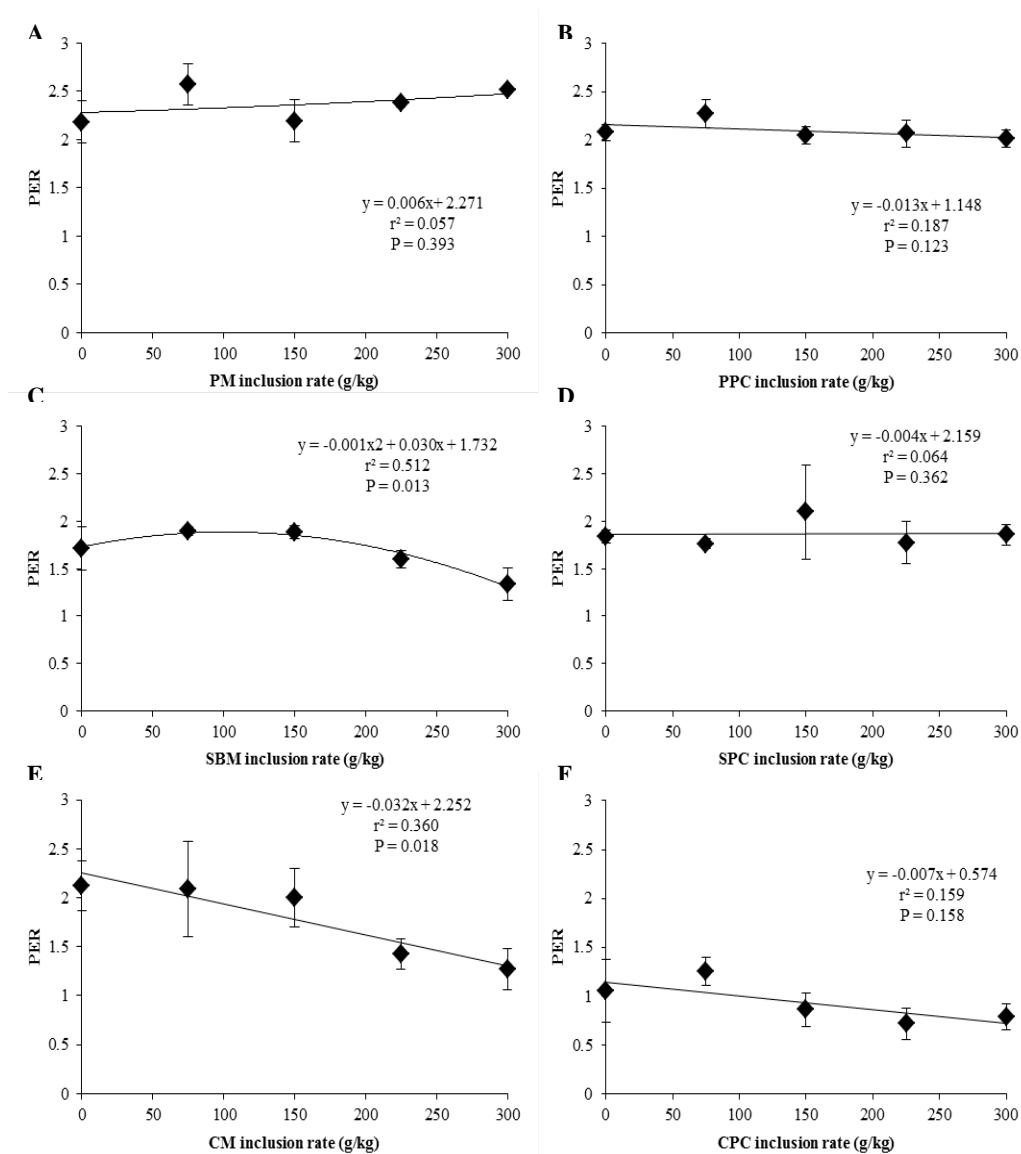 A
3
2.5
2
1.5
1
0.5
0
PER
y = 0.006x+ 2.271
r² = 0.057
P = 0.393
0 50 100 150 200 250 300
PM inclusion rate (g/kg)
B
3
2.5
2
1.5
1
0.5
0
PER
y = -0.013x + 1.148
r² = 0.187
P = 0.123
0 50 100 150 200 250 300
PPC inclusion rate (g/kg)
C
3
2.5
2
1.5
1
0.5
0
PER
y = -0.001x2 + 0.030x + 1.732
r² = 0.512
P = 0.013
0 50 100 150 200 250 300
SBM inclusion rate (g/kg)
D
3
2.5
2
1.5
1
0.5
0
PER
y = -0.004x + 2.159
r² = 0.064
P = 0.362
0 50 100 150 200 250 300
SPC inclusion rate (g/kg)
E
3
2.5
2
1.5
1
0.5
0
PER
y = -0.032x + 2.252
r² = 0.360
P = 0.018
0 50 100 150 200 250 300
CM inclusion rate (g/kg)
F
3
2.5
2
1.5
1
0.5
0
PER
y = -0.007x + 0.574
r² = 0.159
P = 0.158
0 50 100 150 200 250 300
CPC inclusion rate (g/kg)